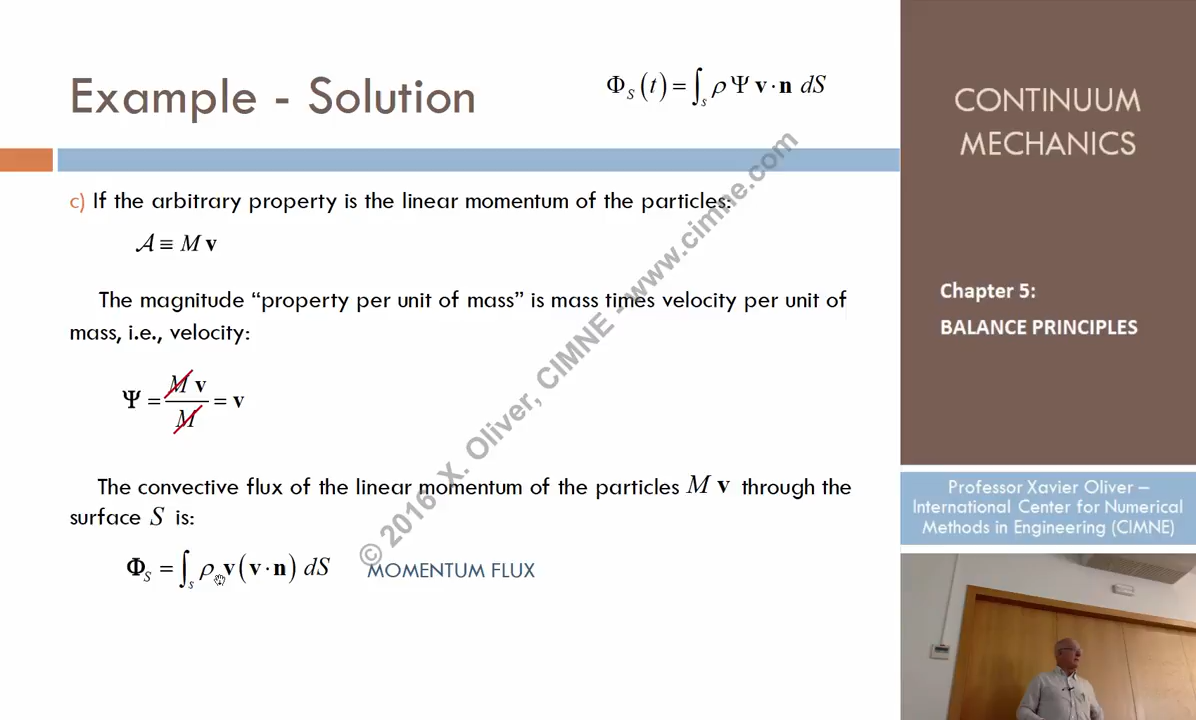 Example - Solution
Φ_S (t) = ∫_s ρ Ψ v · n dS
c) If the arbitrary property is the linear momentum of the particles:
𝒜 ≡ M v
The magnitude “property per unit of mass” is mass times velocity per unit of
mass, i.e., velocity:
Ψ = M v / M = v
The convective flux of the linear momentum of the particles M v through the
surface S is:
Φ_S = ∫_s ρ v (v · n) dS MOMENTUM FLUX
© 2016 X. Oliver, CIMNE - www.cimne.com
CONTINUUM
MECHANICS
Chapter 5:
BALANCE PRINCIPLES
Professor Xavier Oliver –
International Center for Numerical
Methods in Engineering (CIMNE)